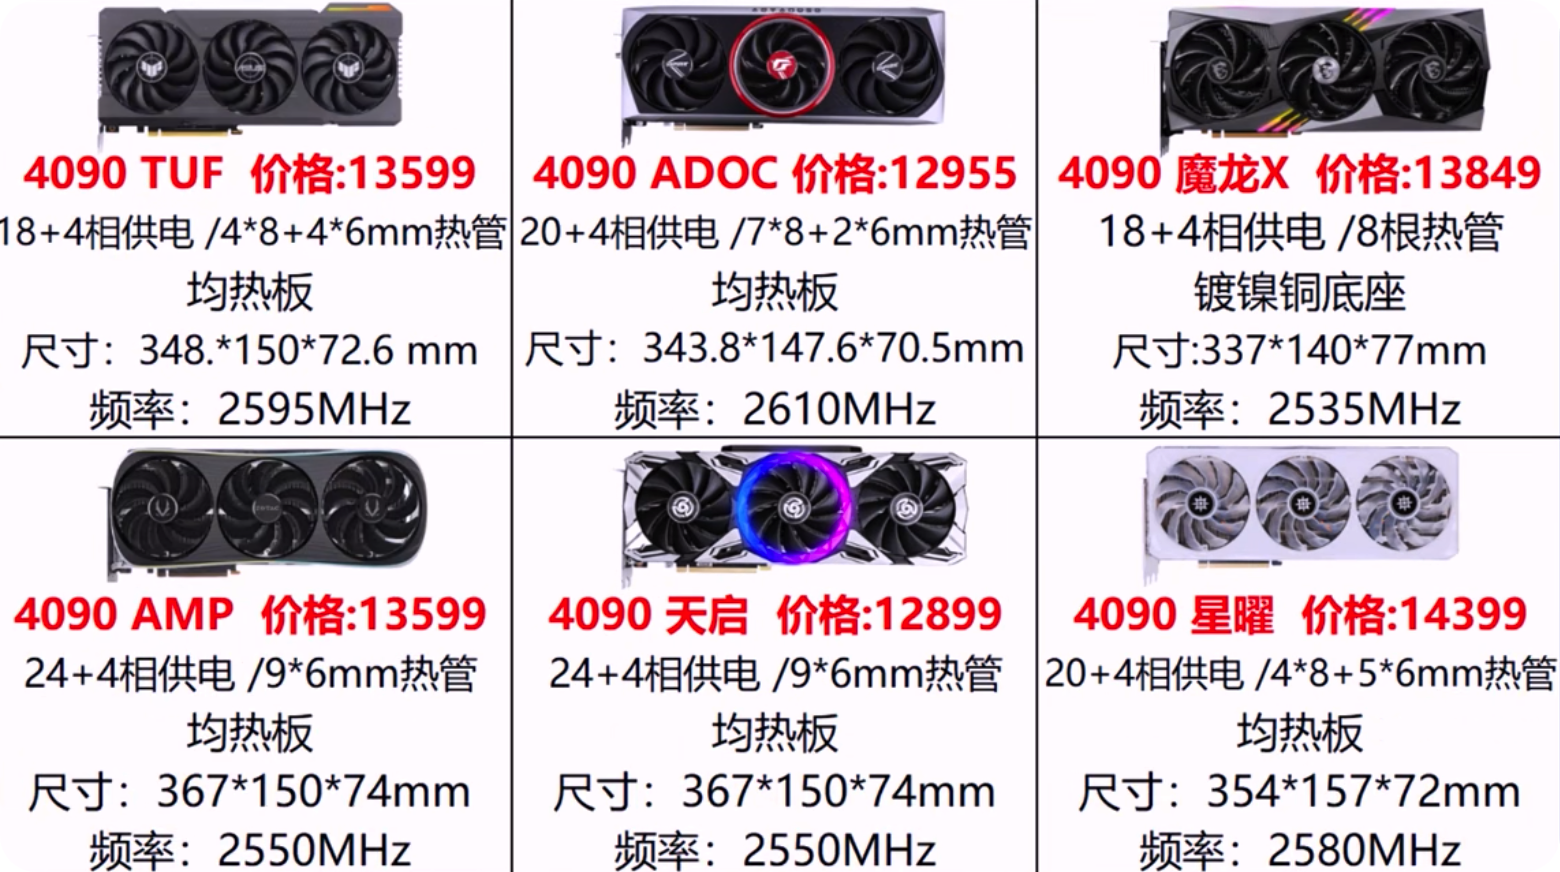 4090 TUF 价格:13599
18+4相供电 /4*8+4*6mm热管
均热板
尺寸：348.*150*72.6 mm
频率：2595MHz
4090 ADOC 价格:12955
20+4相供电 /7*8+2*6mm热管
均热板
尺寸：343.8*147.6*70.5mm
频率：2610MHz
4090 魔龙X 价格:13849
18+4相供电 /8根热管
镀镍铜底座
尺寸:337*140*77mm
频率：2535MHz
4090 AMP 价格:13599
24+4相供电 /9*6mm热管
均热板
尺寸：367*150*74mm
频率：2550MHz
4090 天启 价格:12899
24+4相供电 /9*6mm热管
均热板
尺寸：367*150*74mm
频率：2550MHz
4090 星曜 价格:14399
20+4相供电 /4*8+5*6mm热管
均热板
尺寸：354*157*72mm
频率：2580MHz